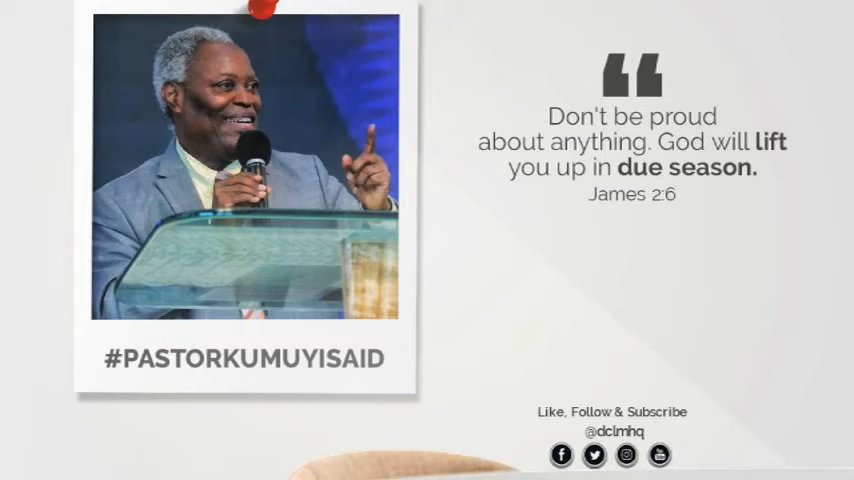 #PASTORKUMUYISAID
Don't be proud
about anything. God will lift
you up in due season.
James 2:6
Like, Follow & Subscribe
@dclmhq